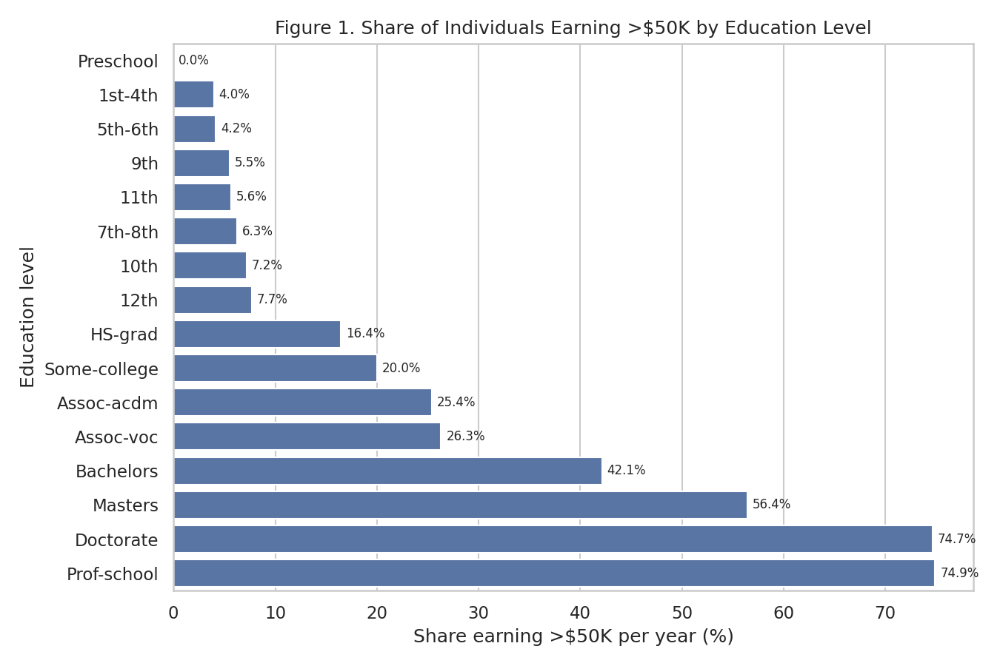 Figure 1. Share of Individuals Earning >$50K by Education Level
Education level
Preschool 0.0%
1st-4th 4.0%
5th-6th 4.2%
9th 5.5%
11th 5.6%
7th-8th 6.3%
10th 7.2%
12th 7.7%
HS-grad 16.4%
Some-college 20.0%
Assoc-acdm 25.4%
Assoc-voc 26.3%
Bachelors 42.1%
Masters 56.4%
Doctorate 74.7%
Prof-school 74.9%
0 10 20 30 40 50 60 70
Share earning >$50K per year (%)